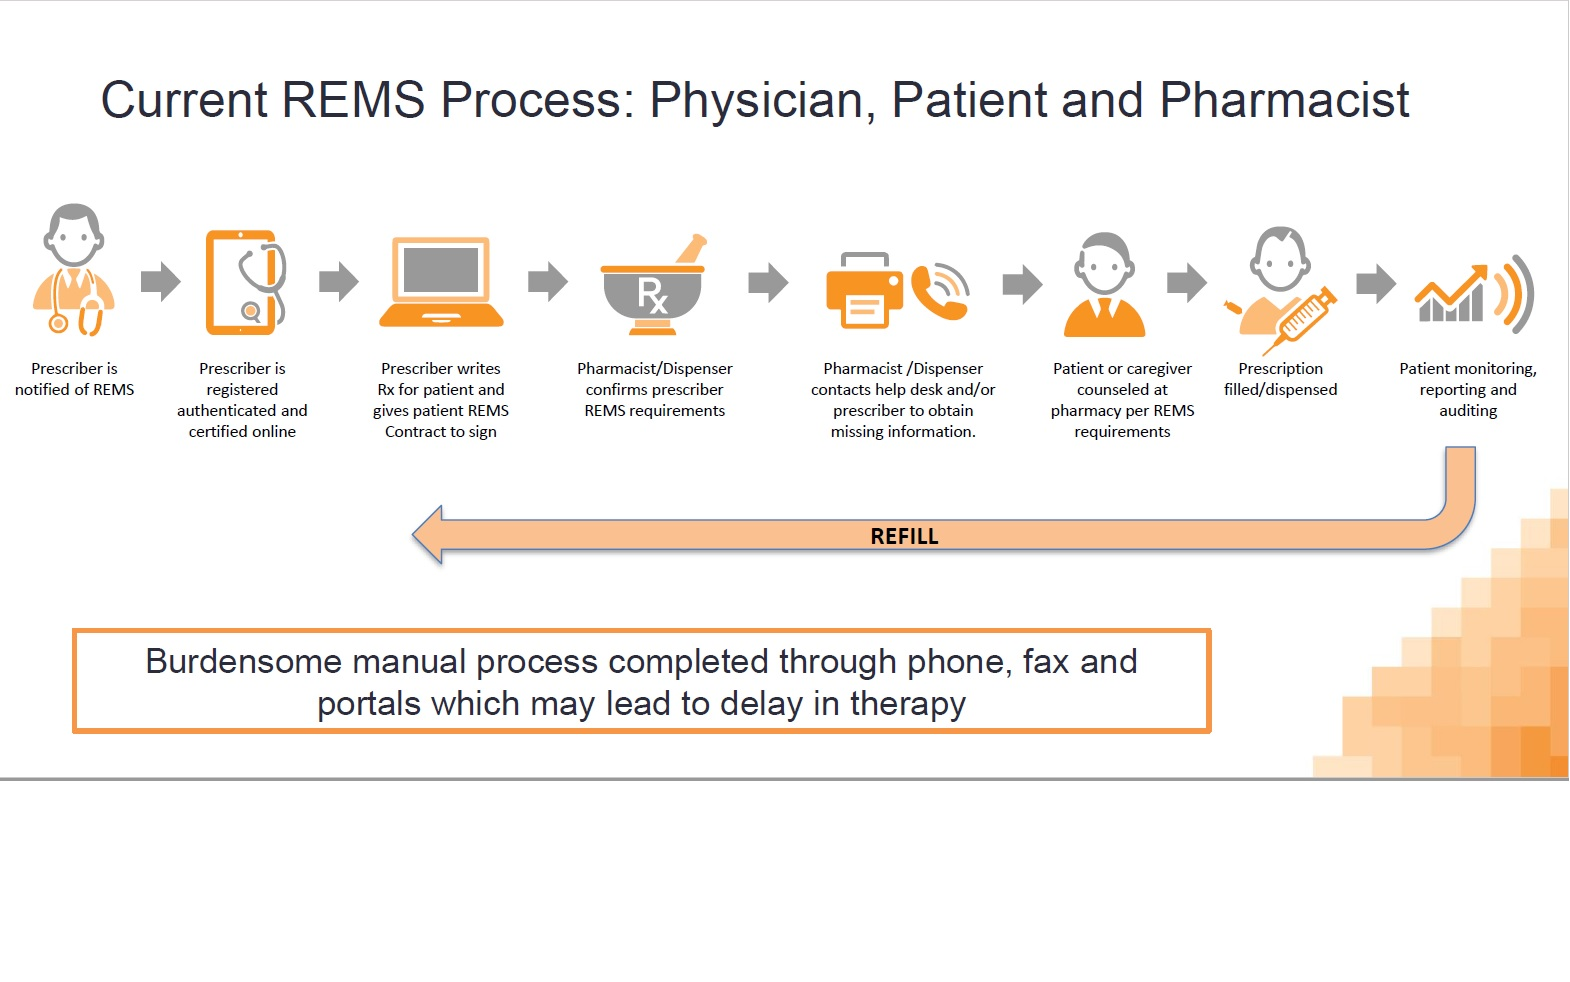 Current REMS Process: Physician, Patient and Pharmacist
Rx
Prescriber is
notified of REMS
Prescriber is
registered
authenticated and
certified online
Prescriber writes
Rx for patient and
gives patient REMS
Contract to sign
Pharmacist/Dispenser
confirms prescriber
REMS requirements
Pharmacist /Dispenser
contacts help desk and/or
prescriber to obtain
missing information.
Patient or caregiver
counseled at
pharmacy per REMS
requirements
Prescription
filled/dispensed
Patient monitoring,
reporting and
auditing
REFILL
Burdensome manual process completed through phone, fax and
portals which may lead to delay in therapy